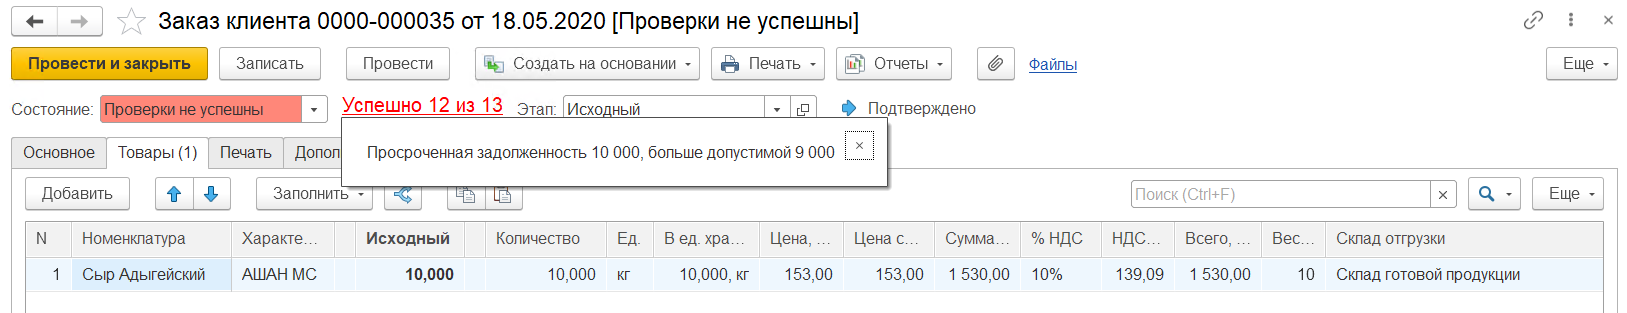 Заказ клиента 0000-000035 от 18.05.2020 [Проверки не успешны]
Провести и закрыть Записать Провести Создать на основании Печать Отчеты Файлы Еще
Состояние: Проверки не успешны Успешно 12 из 13 Этап: Исходный Подтверждено
Просроченная задолженность 10 000, больше допустимой 9 000
Основное Товары (1) Печать Допол
Добавить Заполнить Поиск (Ctrl+F) Еще
N Номенклатура Характе... Исходный Количество Ед. В ед. хра... Цена, ... Цена с... Сумма... % НДС НДС... Всего, ... Вес... Склад отгрузки
1 Сыр Адыгейский АШАН МС 10,000 10,000 кг 10,000, кг 153,00 153,00 1 530,00 10% 139,09 1 530,00 10 Склад готовой продукции